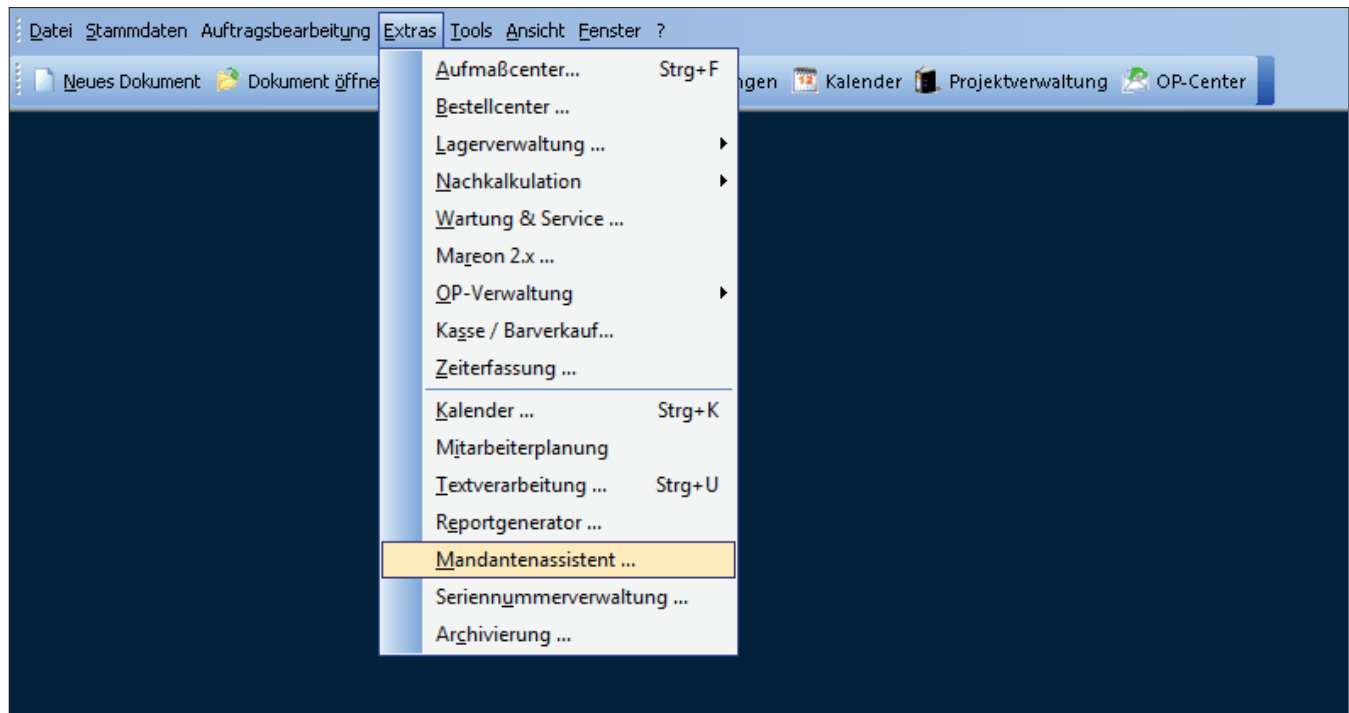 Datei Stammdaten Auftragsbearbeitung Extras Tools Ansicht Fenster ?
Neues Dokument Dokument öffne ngen Kalender Projektverwaltung OP-Center
Aufmaßcenter... Strg+F
Bestellcenter ...
Lagerverwaltung ...
Nachkalkulation
Wartung & Service ...
Mareon 2.x ...
OP-Verwaltung
Kasse / Barverkauf...
Zeiterfassung ...
Kalender ... Strg+K
Mitarbeiterplanung
Textverarbeitung ... Strg+U
Reportgenerator ...
Mandantenassistent ...
Seriennummerverwaltung ...
Archivierung ...